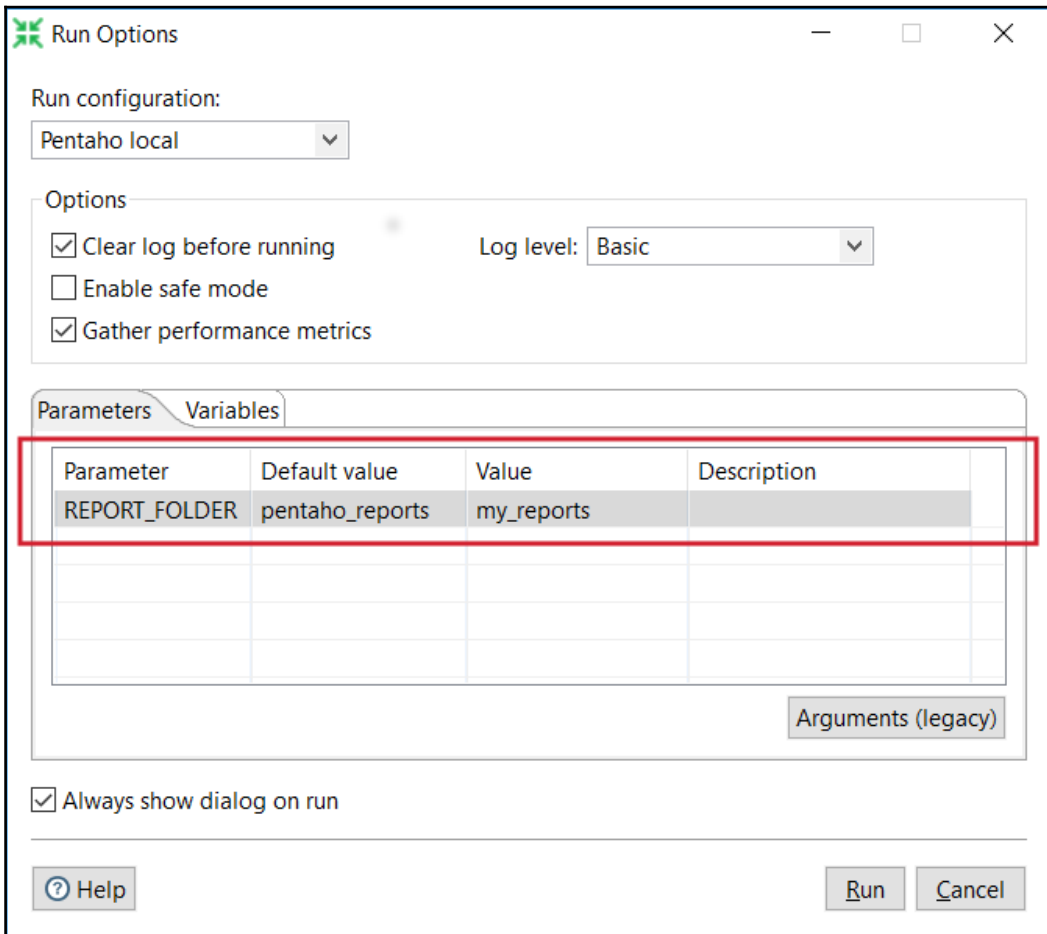 Run Options
Run configuration:
Pentaho local
Options
Clear log before running
Log level: Basic
Enable safe mode
Gather performance metrics
Parameters Variables
Parameter Default value Value Description
REPORT_FOLDER pentaho_reports my_reports
Arguments (legacy)
Always show dialog on run
Help Run Cancel